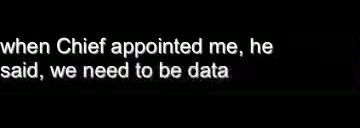 when Chief appointed me, he
said, we need to be data